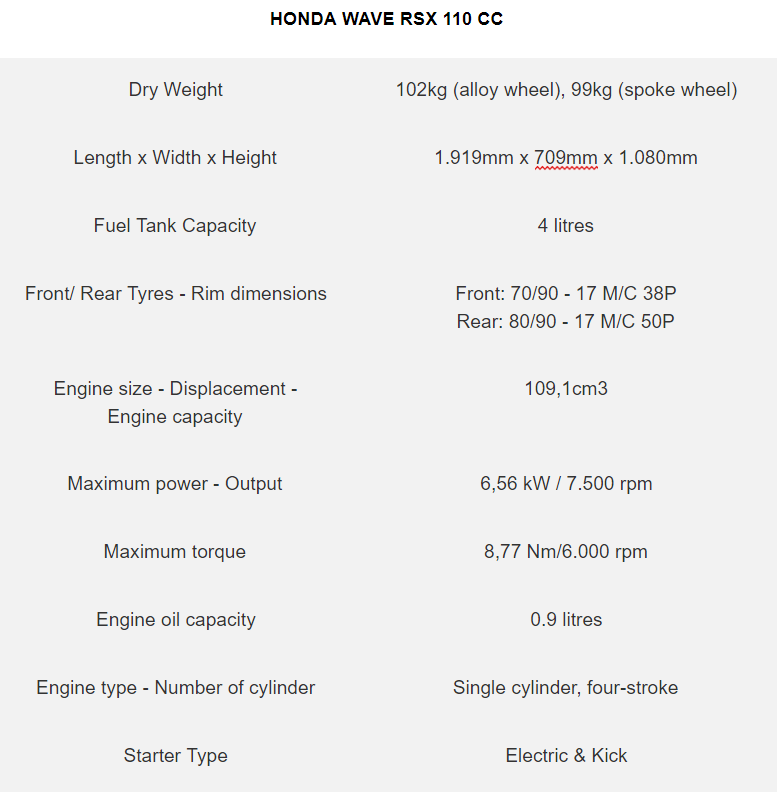 HONDA WAVE RSX 110 CC
Dry Weight
102kg (alloy wheel), 99kg (spoke wheel)
Length x Width x Height
1.919mm x 709mm x 1.080mm
Fuel Tank Capacity
4 litres
Front/ Rear Tyres - Rim dimensions
Front: 70/90 - 17 M/C 38P
Rear: 80/90 - 17 M/C 50P
Engine size - Displacement -
Engine capacity
109,1cm3
Maximum power - Output
6,56 kW / 7.500 rpm
Maximum torque
8,77 Nm/6.000 rpm
Engine oil capacity
0.9 litres
Engine type - Number of cylinder
Single cylinder, four-stroke
Starter Type
Electric & Kick